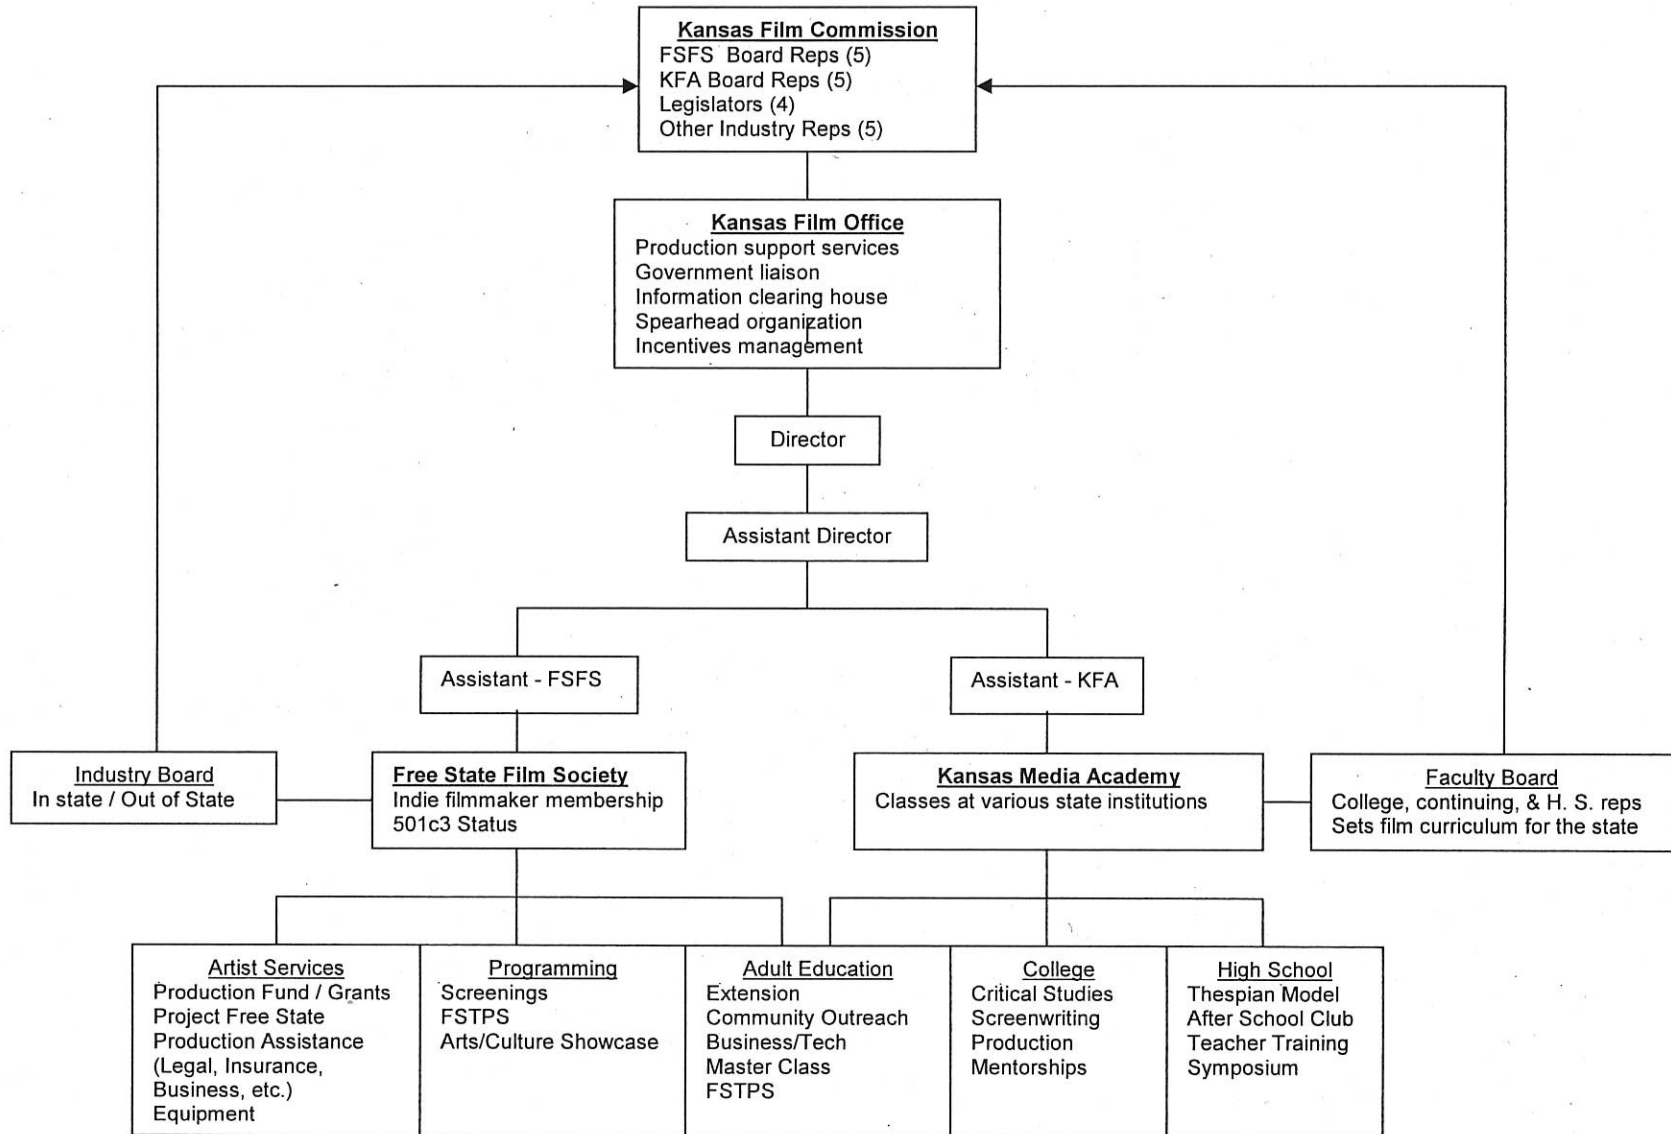 Kansas Film Commission
FSFS Board Reps (5)
KFA Board Reps (5)
Legislators (4)
Other Industry Reps (5)
Kansas Film Office
Production support services
Government liaison
Information clearing house
Spearhead organization
Incentives management
Director
Assistant Director
Assistant - FSFS
Assistant - KFA
Industry Board
In state / Out of State
Free State Film Society
Indie filmmaker membership
501c3 Status
Kansas Media Academy
Classes at various state institutions
Faculty Board
College, continuing, & H. S. reps
Sets film curriculum for the state
Artist Services
Production Fund / Grants
Project Free State
Production Assistance
(Legal, Insurance,
Business, etc.)
Equipment
Programming
Screenings
FSTPS
Arts/Culture Showcase
Adult Education
Extension
Community Outreach
Business/Tech
Master Class
FSTPS
College
Critical Studies
Screenwriting
Production
Mentorships
High School
Thespian Model
After School Club
Teacher Training
Symposium